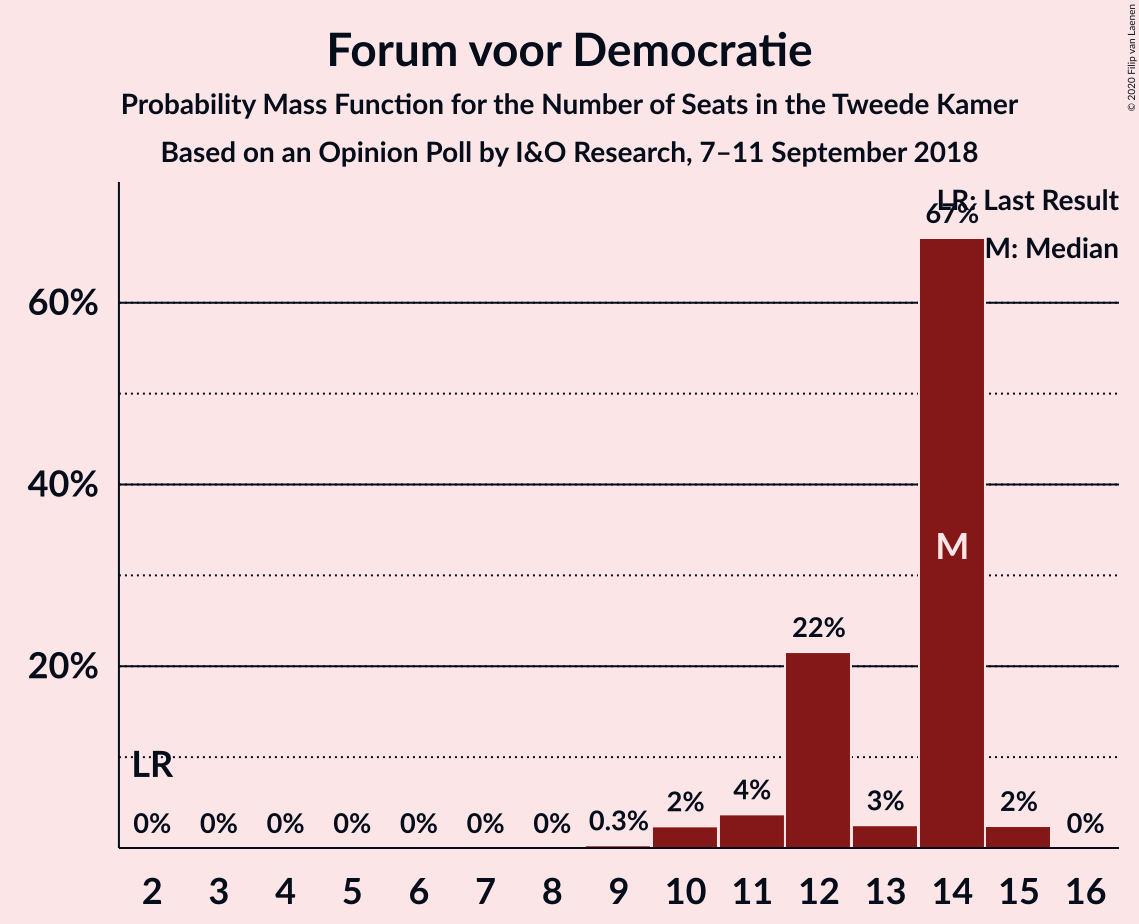 Forum voor Democratie
Probability Mass Function for the Number of Seats in the Tweede Kamer
Based on an Opinion Poll by I&O Research, 7–11 September 2018
© 2020 Filip van Laenen
LR: Last Result
M: Median
67%
60%
40%
M
22%
20%
LR
0% 0% 0% 0% 0% 0% 0% 0.3% 2% 4% 3% 2% 0%
2 3 4 5 6 7 8 9 10 11 12 13 14 15 16